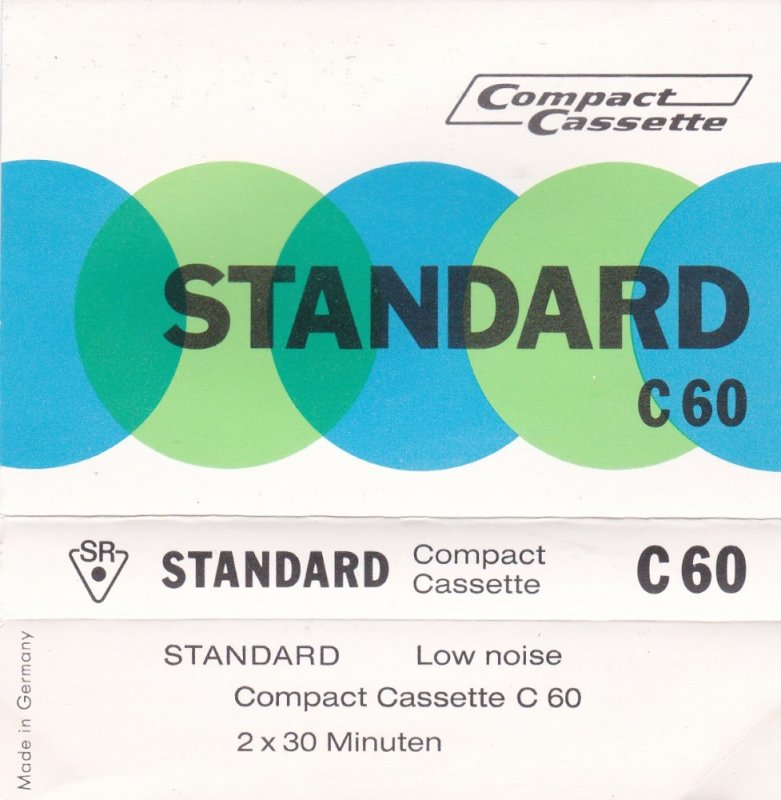 Compact
Cassette
STANDARD
C 60
SR
STANDARD
Compact
Cassette
C 60
STANDARD Low noise
Compact Cassette C 60
2 x 30 Minuten
Made in Germany